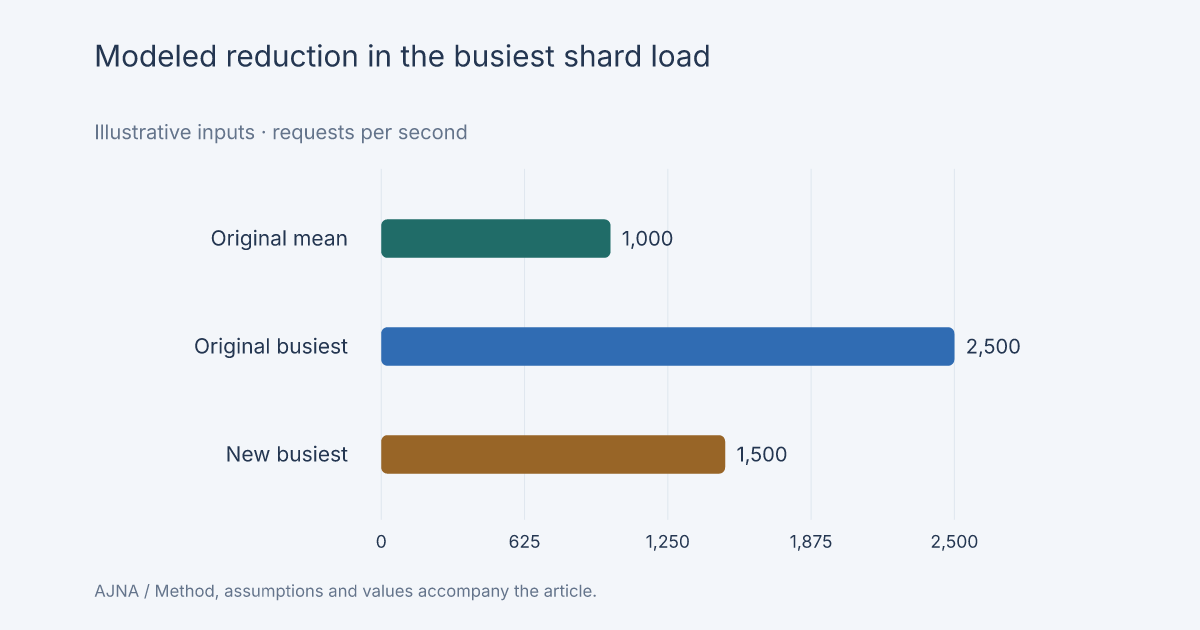 Modeled reduction in the busiest shard load
Illustrative inputs · requests per second
Original mean 1,000
Original busiest 2,500
New busiest 1,500
0 625 1,250 1,875 2,500
AJNA / Method, assumptions and values accompany the article.